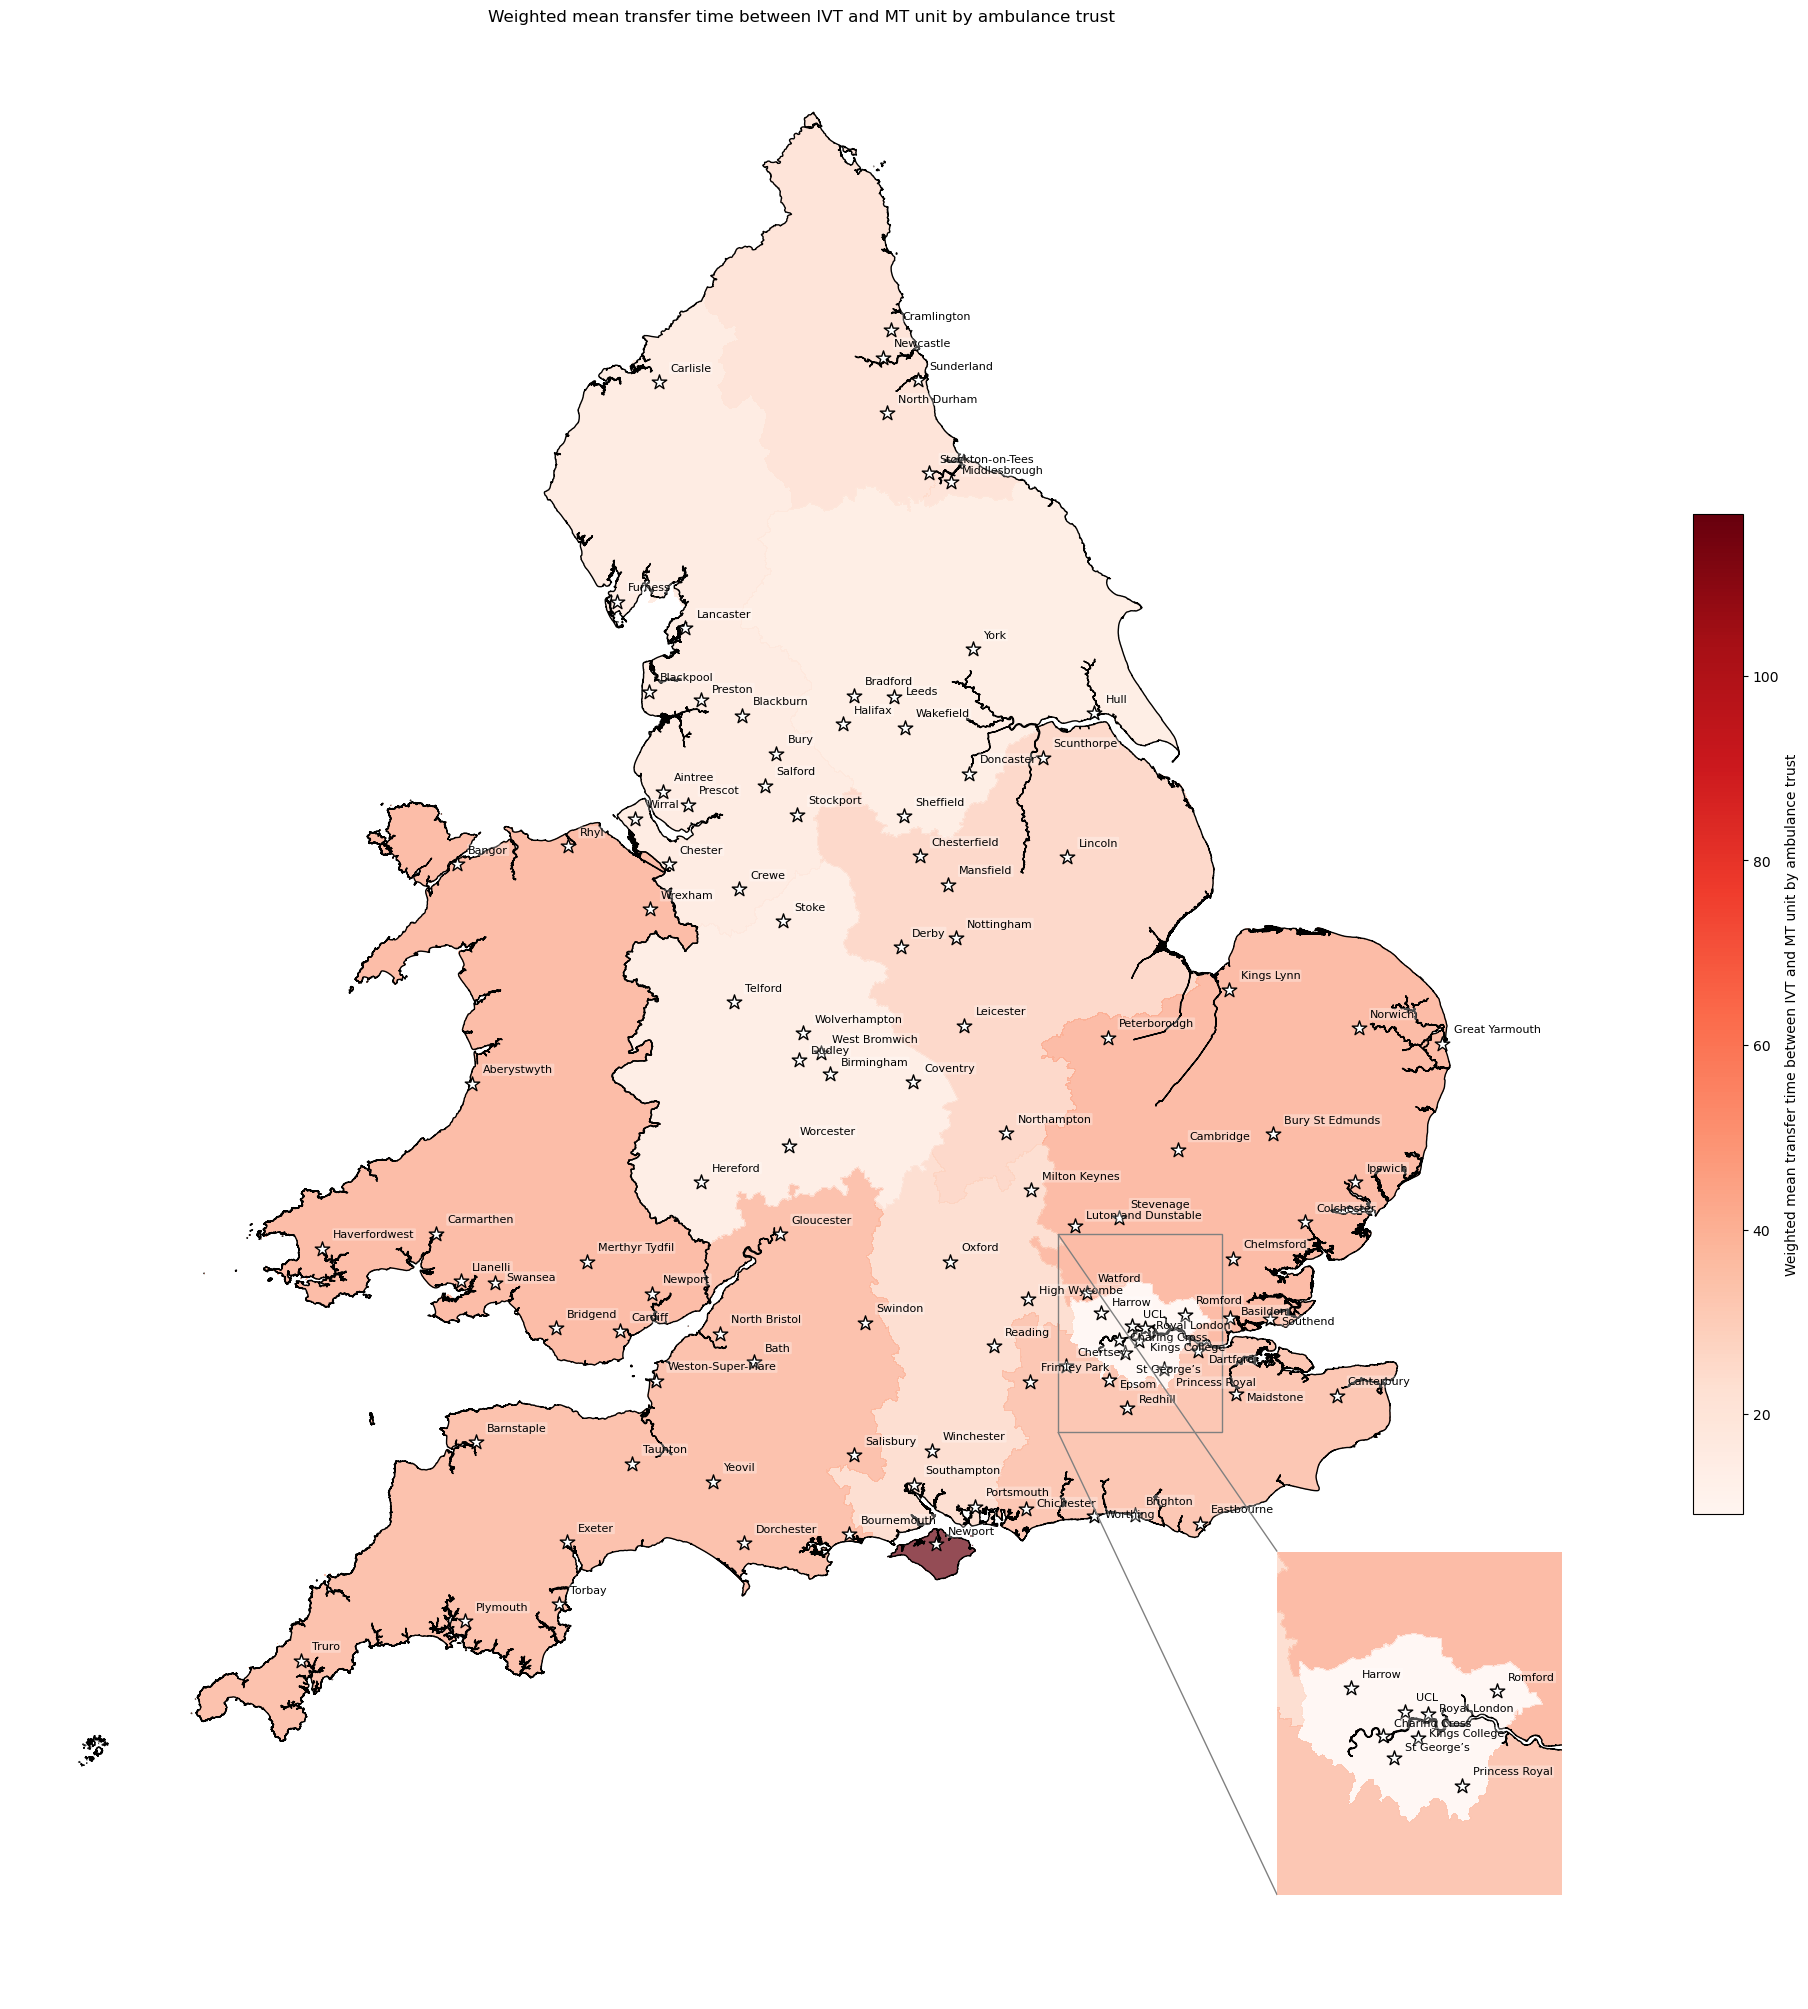 Weighted mean transfer time between IVT and MT unit by ambulance trust
Cramlington
Newcastle
Carlisle
Sunderland
North Durham
Stockton-on-Tees
Middlesbrough
Furness
Lancaster
York
Blackpool
Preston
Blackburn
Bradford
Leeds
Halifax
Wakefield
Hull
Bury
Scunthorpe
Doncaster
Aintree
Salford
Prescot
Wirral
Stockport
Sheffield
Rhyl
Bangor
Chester
Chesterfield
Lincoln
Crewe
Mansfield
Wrexham
Stoke
Nottingham
Derby
Kings Lynn
Telford
Leicester
Norwich
Wolverhampton
Peterborough
Great Yarmouth
West Bromwich
Dudley
Birmingham
Aberystwyth
Coventry
Northampton
Bury St Edmunds
Worcester
Cambridge
Hereford
Milton Keynes
Ipswich
Stevenage
Luton and Dunstable
Colchester
Carmarthen
Gloucester
Haverfordwest
Merthyr Tydfil
Oxford
Chelmsford
Llanelli
Swansea
Newport
Watford
High Wycombe
Harrow
Romford
Basildon
Southend
Bridgend
Cardiff
North Bristol
Swindon
UCL
Royal London
Charing Cross
Kings College
Reading
Bath
Chertsey
Dartford
Weston-Super-Mare
Frimley Park
St George’s
Epsom
Princess Royal
Maidstone
Canterbury
Redhill
Barnstaple
Taunton
Salisbury
Winchester
Yeovil
Southampton
Portsmouth
Chichester
Worthing
Brighton
Eastbourne
Exeter
Dorchester
Bournemouth
Newport
Torbay
Plymouth
Truro
Harrow
Romford
UCL
Royal London
Charing Cross
Kings College
St George’s
Princess Royal
100
80
60
40
20
Weighted mean transfer time between IVT and MT unit by ambulance trust